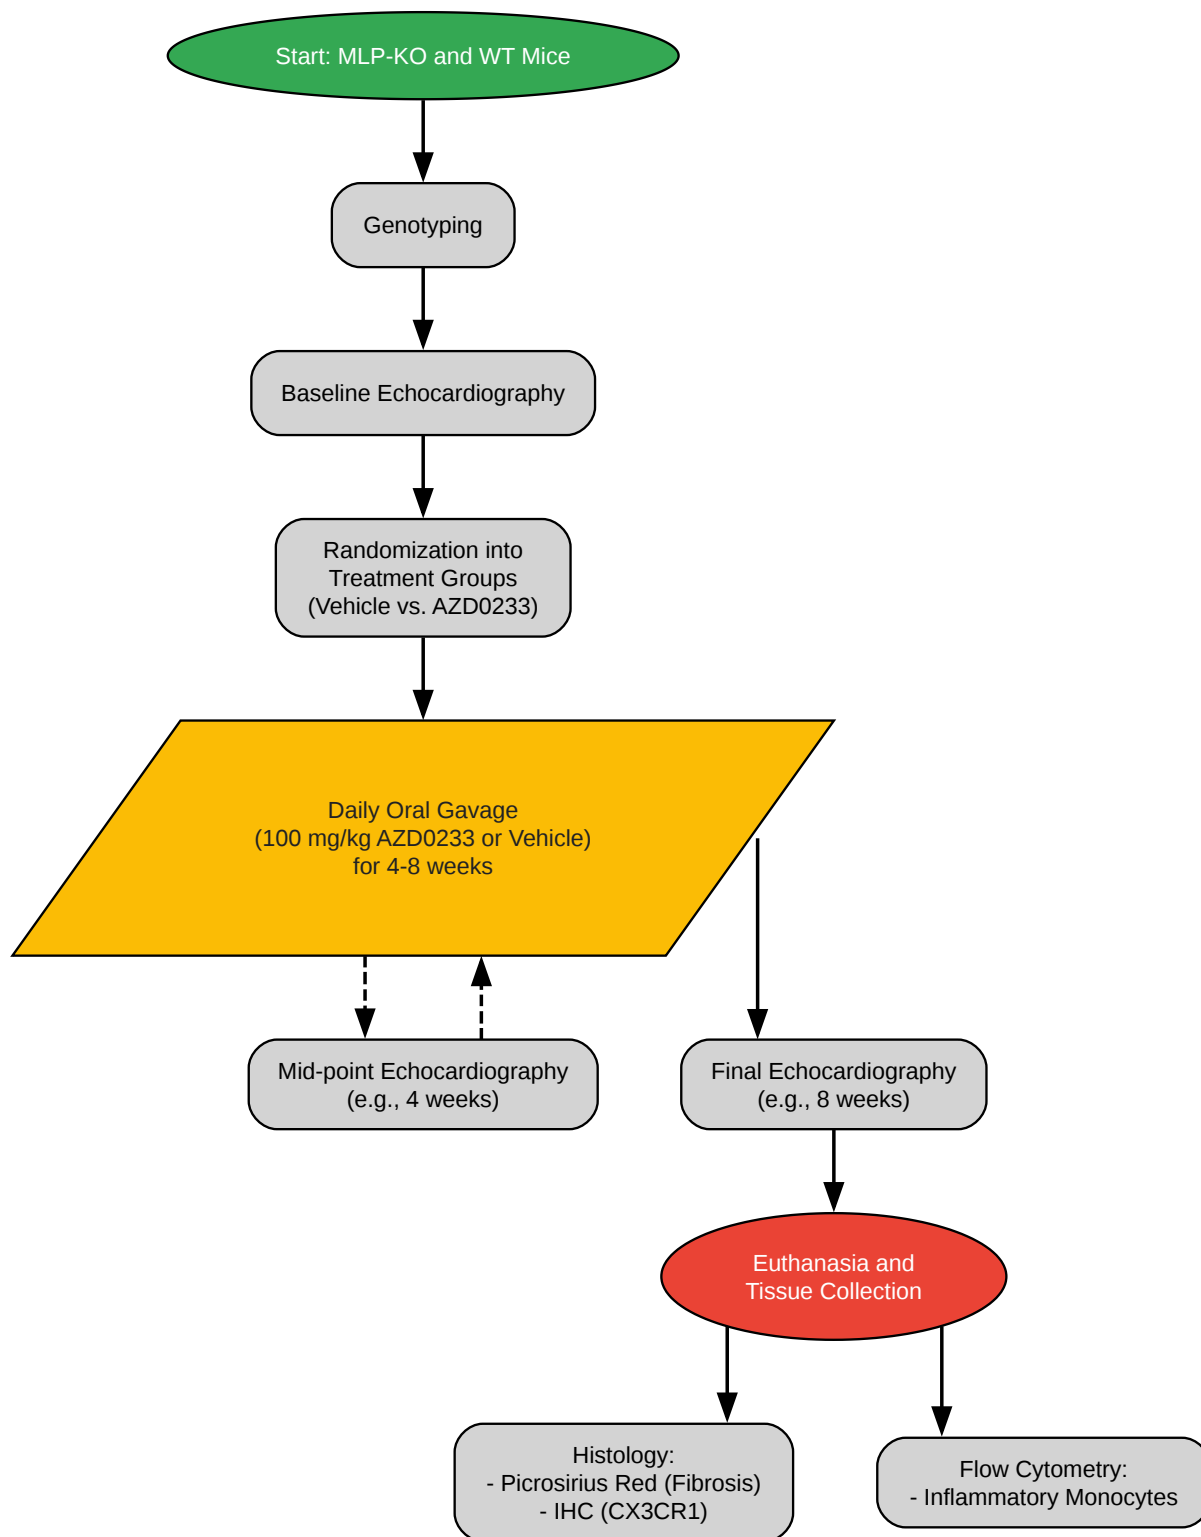 Start: MLP-KO and WT Mice
Genotyping
Baseline Echocardiography
Randomization into
Treatment Groups
(Vehicle vs. AZD0233)
Daily Oral Gavage
(100 mg/kg AZD0233 or Vehicle)
for 4-8 weeks
Mid-point Echocardiography
(e.g., 4 weeks)
Final Echocardiography
(e.g., 8 weeks)
Euthanasia and
Tissue Collection
Histology:
- Picrosirius Red (Fibrosis)
- IHC (CX3CR1)
Flow Cytometry:
- Inflammatory Monocytes